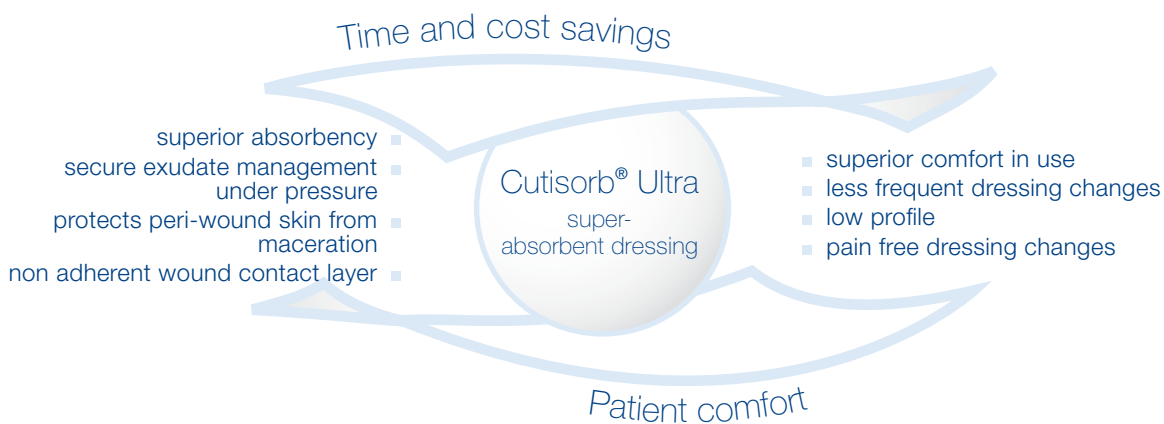 Time and cost savings
superior absorbency
secure exudate management
under pressure
protects peri-wound skin from
maceration
non adherent wound contact layer
Cutisorb® Ultra
super-
absorbent dressing
superior comfort in use
less frequent dressing changes
low profile
pain free dressing changes
Patient comfort